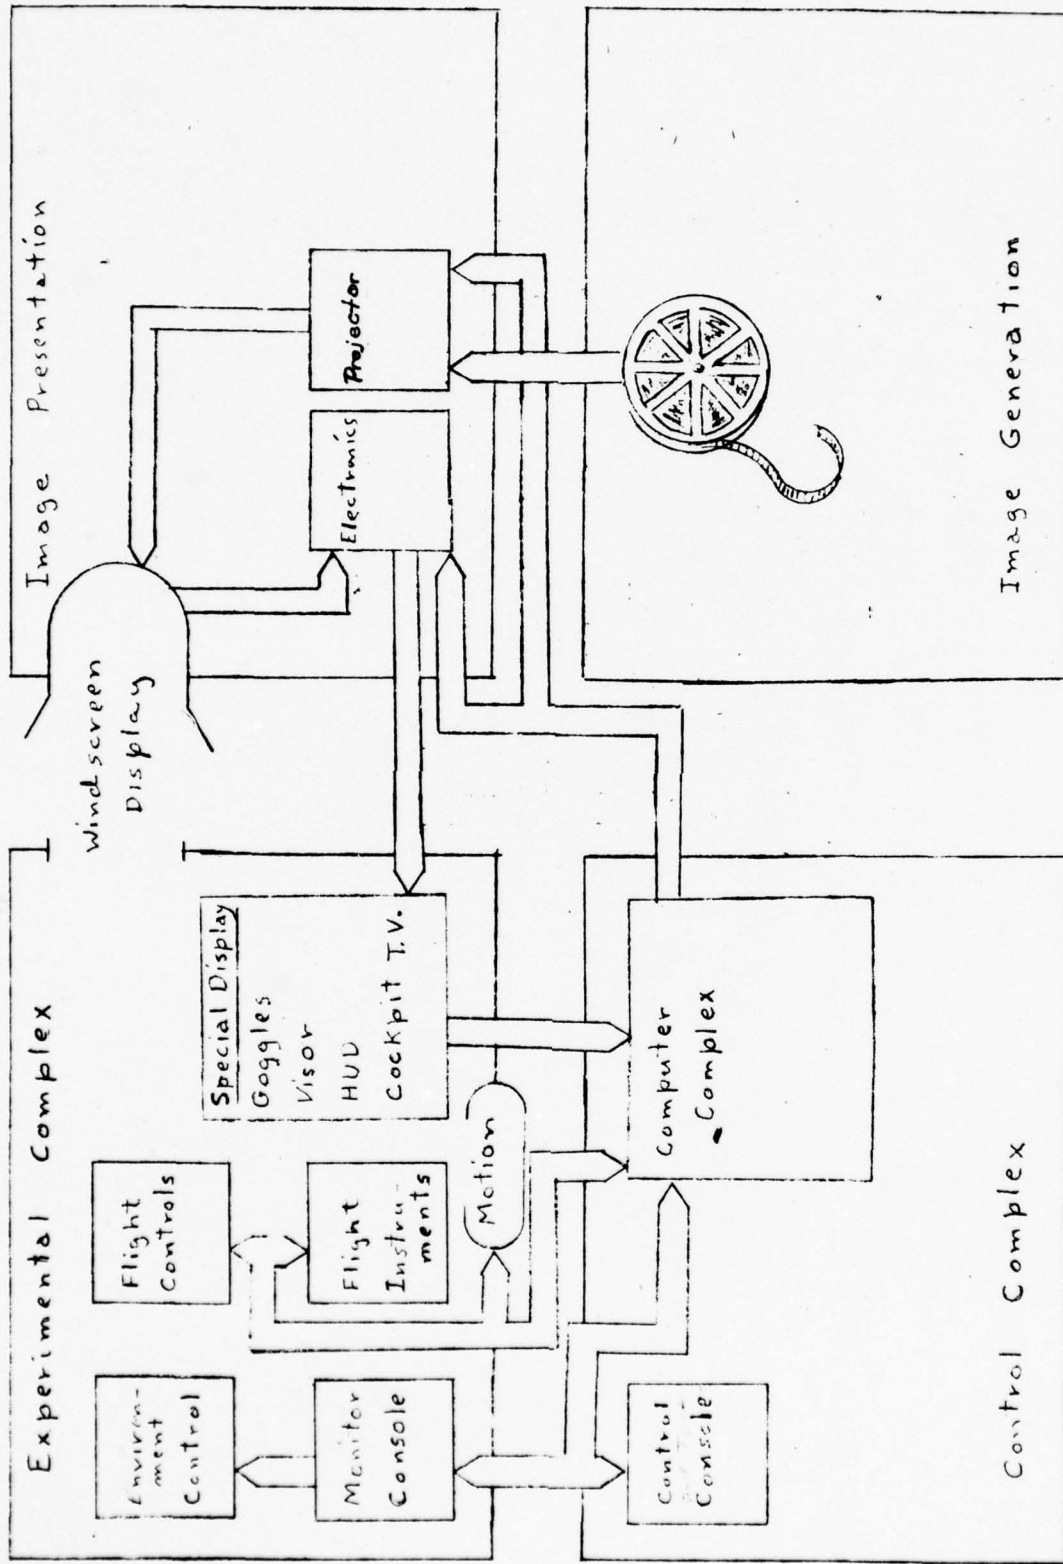 Experimental Complex
Environ-
ment
Control
Flight
Controls
Monitor
Console
Flight
Instru-
ments
Special Display
Goggles
Visor
HUD
Cockpit T.V.
Motion
Windscreen
Display
Image Presentation
Electronics
Projector
Control
Console
Computer
Complex
Control Complex
Image Generation